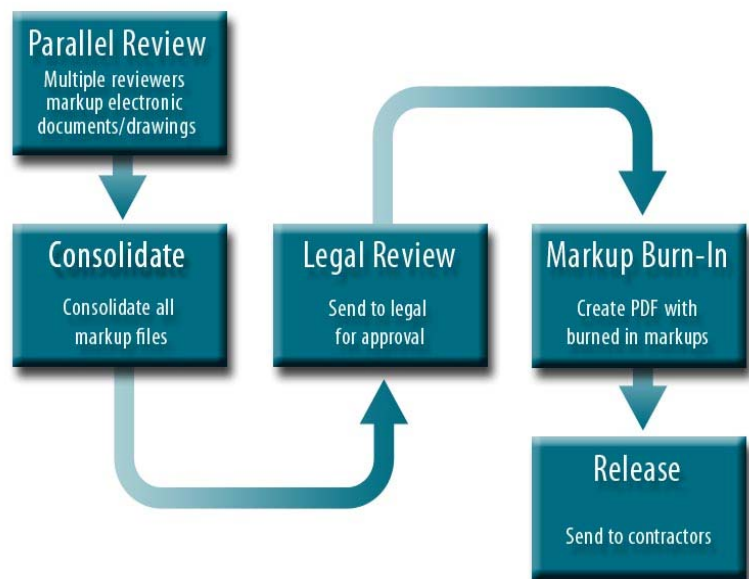 Parallel Review
Multiple reviewers
markup electronic
documents/drawings
Consolidate
Consolidate all
markup files
Legal Review
Send to legal
for approval
Markup Burn-In
Create PDF with
burned in markups
Release
Send to contractors